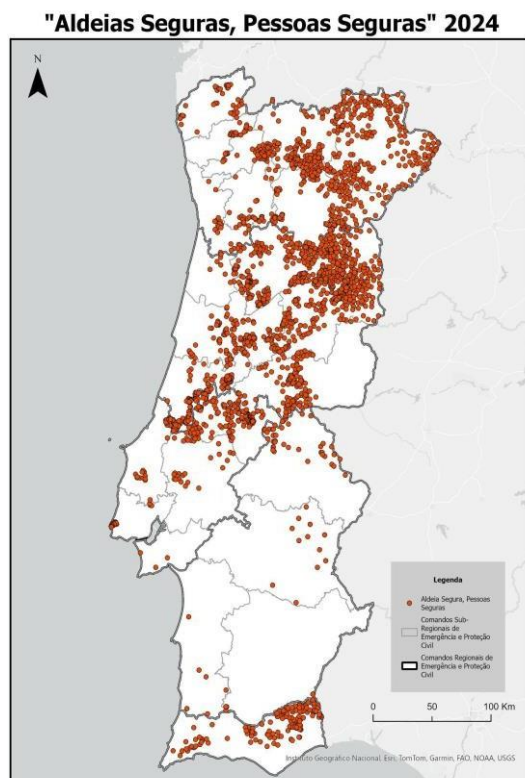 "Aldeias Seguras, Pessoas Seguras" 2024
N
Legenda
Aldeia Segura, Pessoas
Seguras
Comandos Sub-
Regionais de
Emergência e Proteção
Civil
Comandos Regionais de
Emergência e Proteção
Civil
0 50 100 Km
Instituto Geográfico Nacional, Esri, TomTom, Garmin, FAO, NOAA, USGS